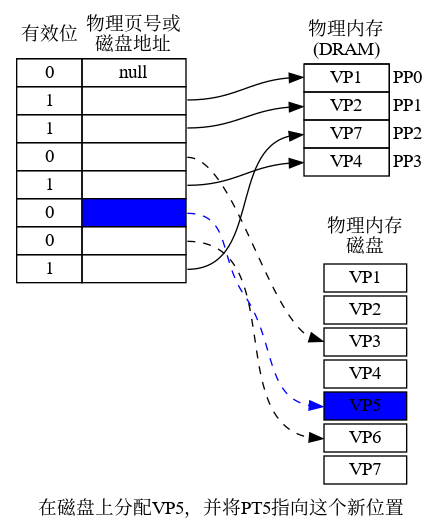 有效位
物理页号或
磁盘地址
0
null
1
1
0
1
0
0
1
物理内存
(DRAM)
VP1
PP0
VP2
PP1
VP7
PP2
VP4
PP3
物理内存
磁盘
VP1
VP2
VP3
VP4
VP5
VP6
VP7
在磁盘上分配VP5，并将PT5指向这个新位置